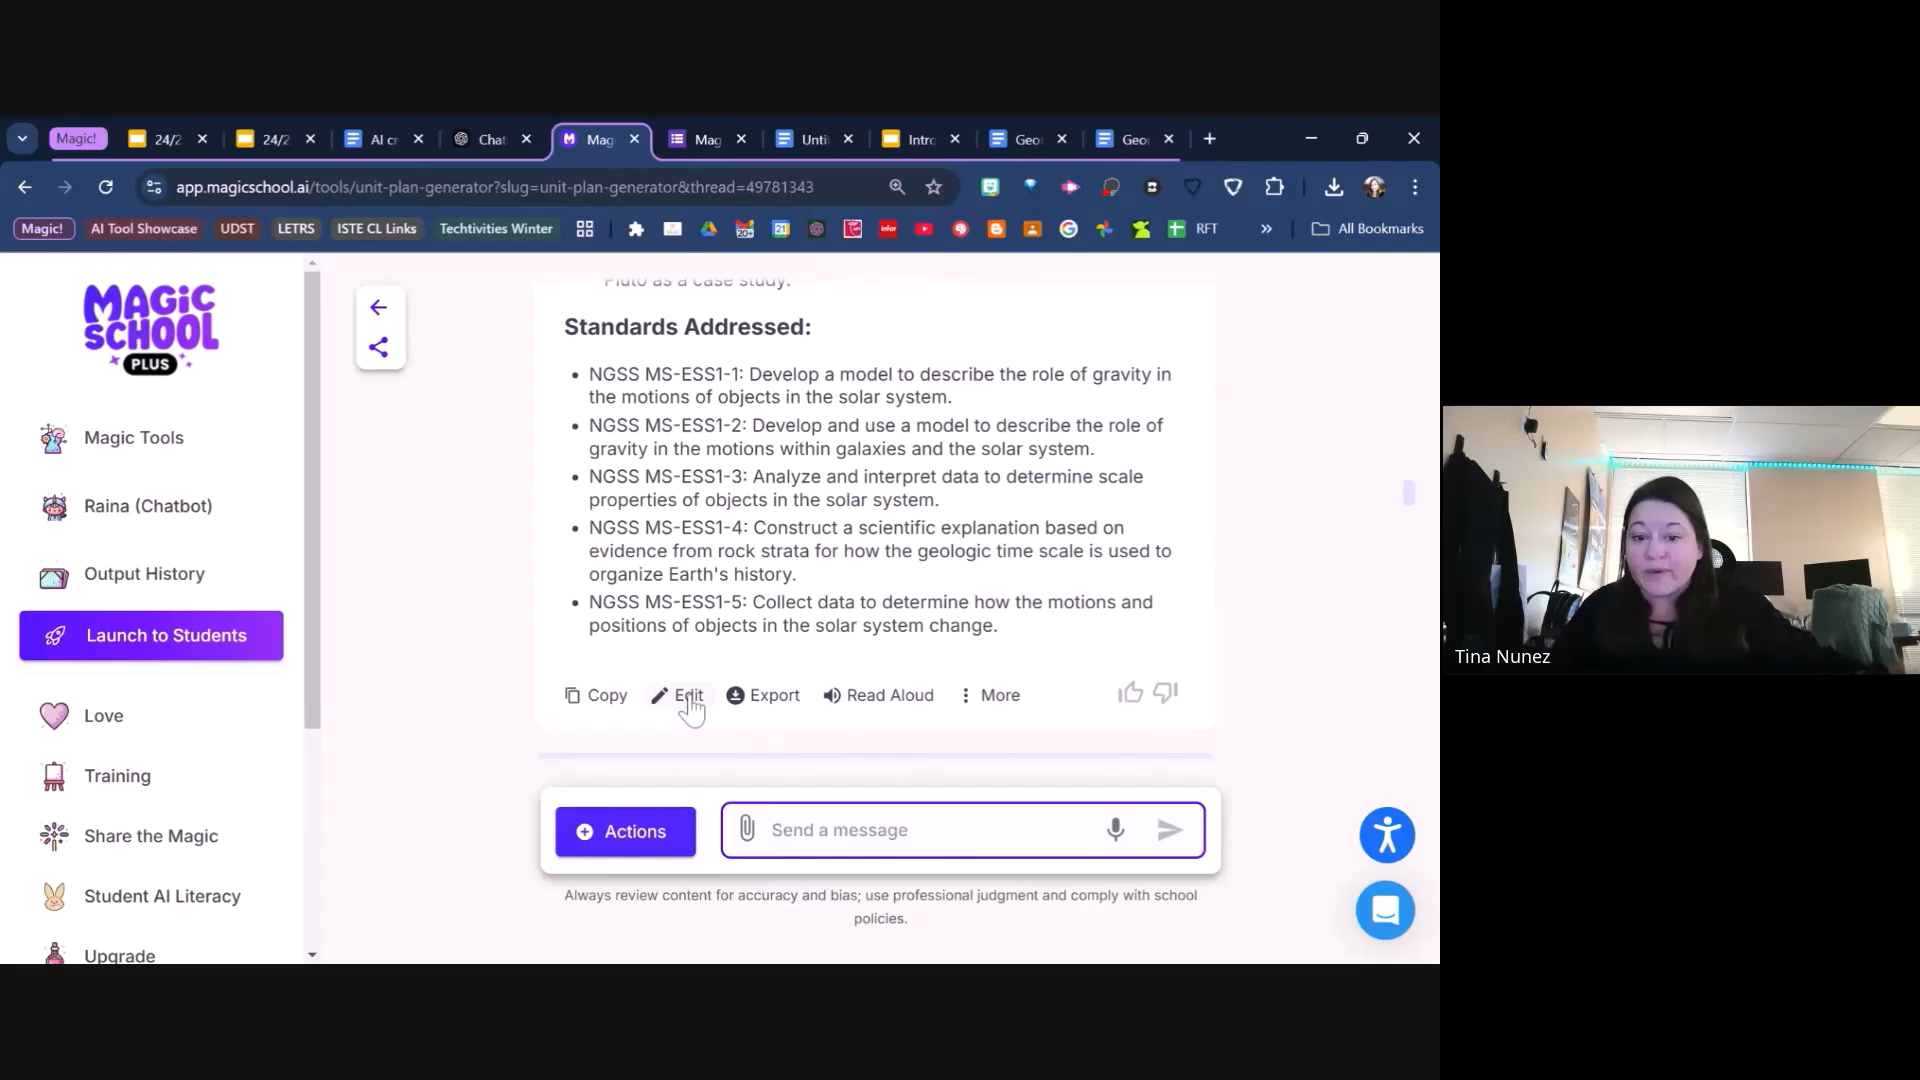 Magic!
24/2
24/2
AI cr
Chat
Mag
Mag
Unti
Intro
Geo
Geo
app.magicschool.ai/tools/unit-plan-generator?slug=unit-plan-generator&thread=49781343
Magic!
AI Tool Showcase
UDST
LETRS
ISTE CL Links
Techtivities Winter
20+
21
infor
RFT
All Bookmarks
MAGIC
SCHOOL
PLUS
Magic Tools
Raina (Chatbot)
Output History
Launch to Students
Love
Training
Share the Magic
Student AI Literacy
Upgrade
Pluto as a case study.
Standards Addressed:
NGSS MS-ESS1-1: Develop a model to describe the role of gravity in
the motions of objects in the solar system.
NGSS MS-ESS1-2: Develop and use a model to describe the role of
gravity in the motions within galaxies and the solar system.
NGSS MS-ESS1-3: Analyze and interpret data to determine scale
properties of objects in the solar system.
NGSS MS-ESS1-4: Construct a scientific explanation based on
evidence from rock strata for how the geologic time scale is used to
organize Earth's history.
NGSS MS-ESS1-5: Collect data to determine how the motions and
positions of objects in the solar system change.
Copy
Edit
Export
Read Aloud
More
Actions
Send a message
Always review content for accuracy and bias; use professional judgment and comply with school
policies.
Tina Nunez